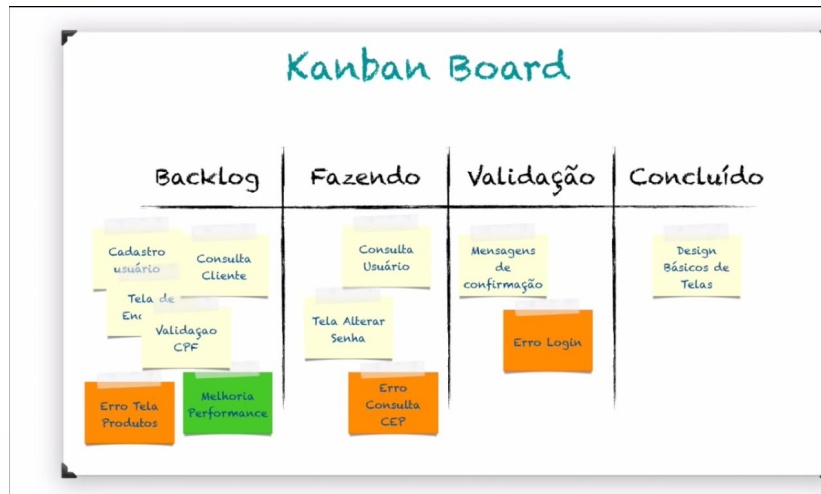 Kanban Board
Backlog
Fazendo
Validação
Concluído
Cadastro
usuário
Consulta
Cliente
Tela de
Validaçao
CPF
Erro Tela
Produtos
Melhoria
Performance
Consulta
Usuário
Tela Alterar
Senha
Erro
Consulta
CEP
Mensagens
de
confirmação
Erro Login
Design
Básicos de
Telas